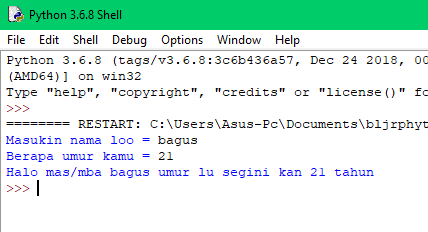 Python 3.6.8 Shell
File Edit Shell Debug Options Window Help
Python 3.6.8 (tags/v3.6.8:3c6b436a57, Dec 24 2018, 00
(AMD64)] on win32
Type "help", "copyright", "credits" or "license()" fo
>>>
======== RESTART: C:\Users\Asus-Pc\Documents\bljrphyt
Masukin nama loo = bagus
Berapa umur kamu = 21
Halo mas/mba bagus umur lu segini kan 21 tahun
>>>